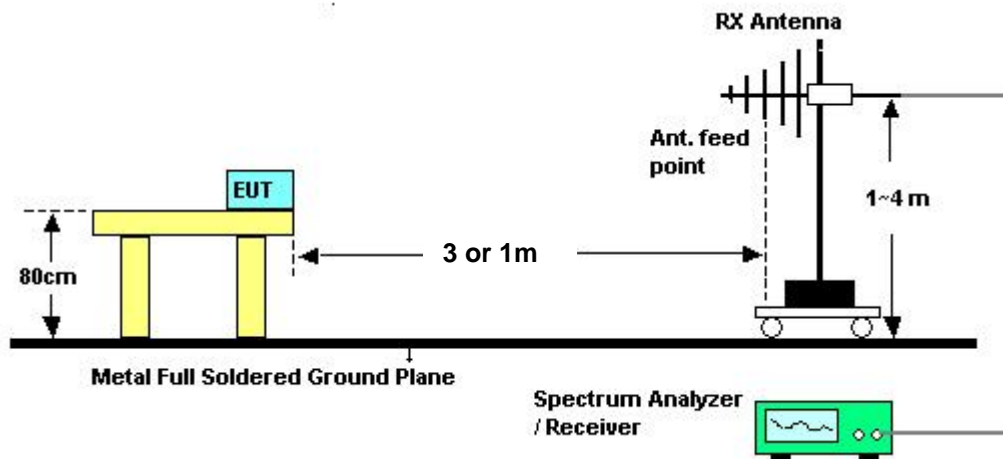 RX Antenna
Ant. feed
point
EUT
1~4 m
3 or 1m
80cm
Metal Full Soldered Ground Plane
Spectrum Analyzer
/ Receiver